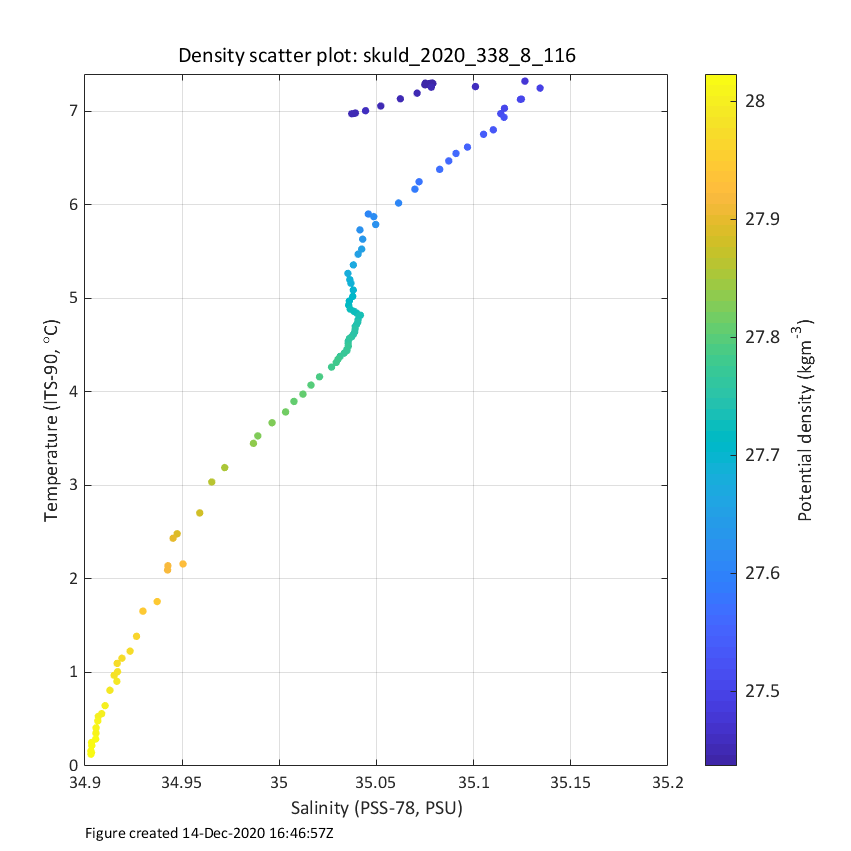 Density scatter plot: skuld_2020_338_8_116
7
6
5
4
3
2
1
0
Temperature (ITS-90, °C)
34.9 34.95 35 35.05 35.1 35.15 35.2
Salinity (PSS-78, PSU)
28
27.9
27.8
27.7
27.6
27.5
Potential density (kgm⁻³)
Figure created 14-Dec-2020 16:46:57Z